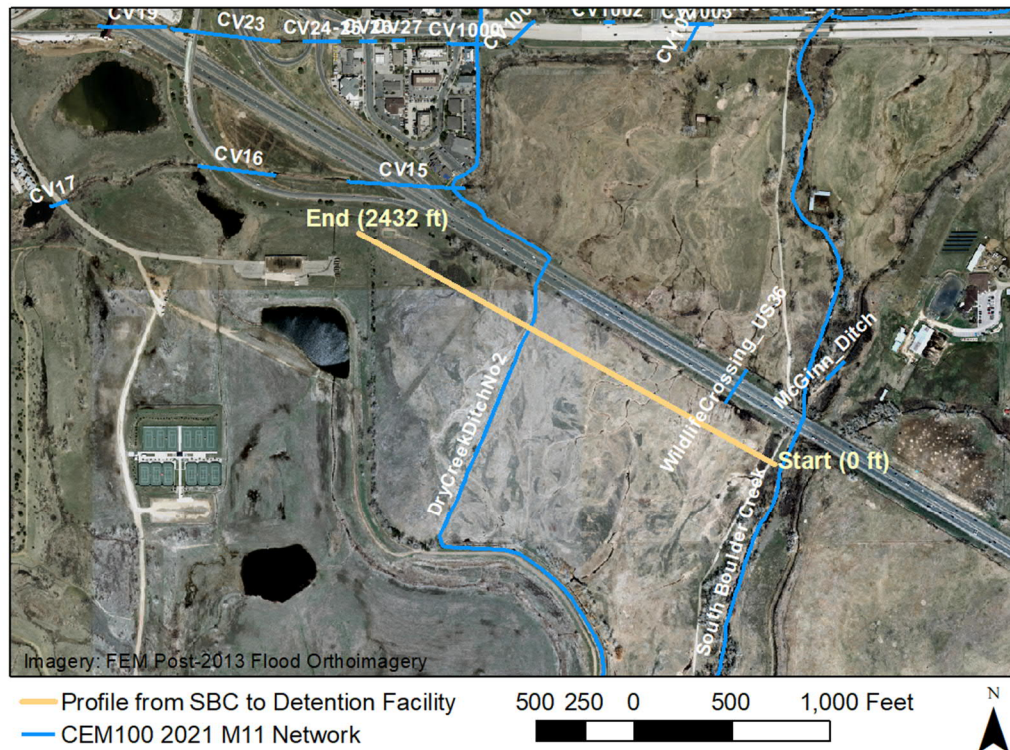 CV19
CV23
CV24-25
CV27
CV1000
CV1002
CV16
CV15
CV17
End (2432 ft)
WildlifeCrossing_US36
McGinn_Ditch
DryCreekDitchNo2
Start (0 ft)
South Boulder Creek
Imagery: FEM Post-2013 Flood Orthoimagery
Profile from SBC to Detention Facility
CEM100 2021 M11 Network
500 250 0 500 1,000 Feet
N